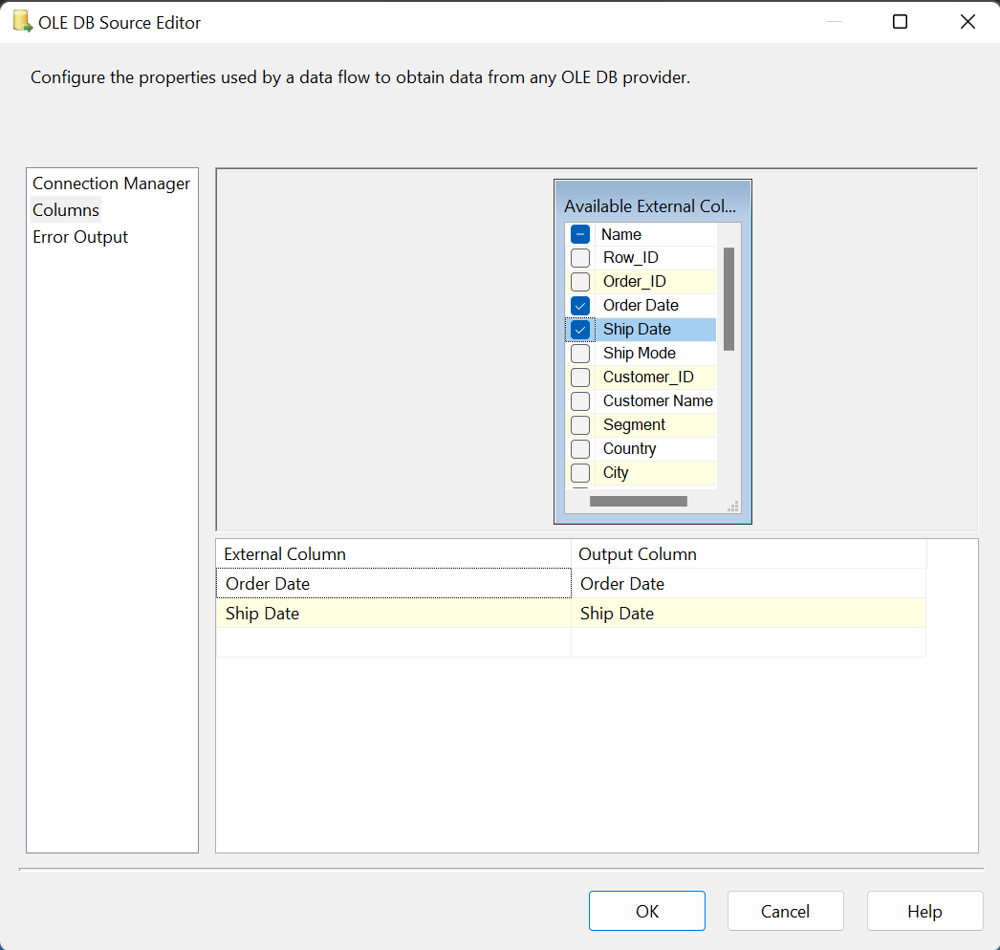 OLE DB Source Editor
Configure the properties used by a data flow to obtain data from any OLE DB provider.
Connection Manager
Columns
Error Output
Available External Col...
Name
Row_ID
Order_ID
Order Date
Ship Date
Ship Mode
Customer_ID
Customer Name
Segment
Country
City
External Column Output Column
Order Date Order Date
Ship Date Ship Date
OK Cancel Help